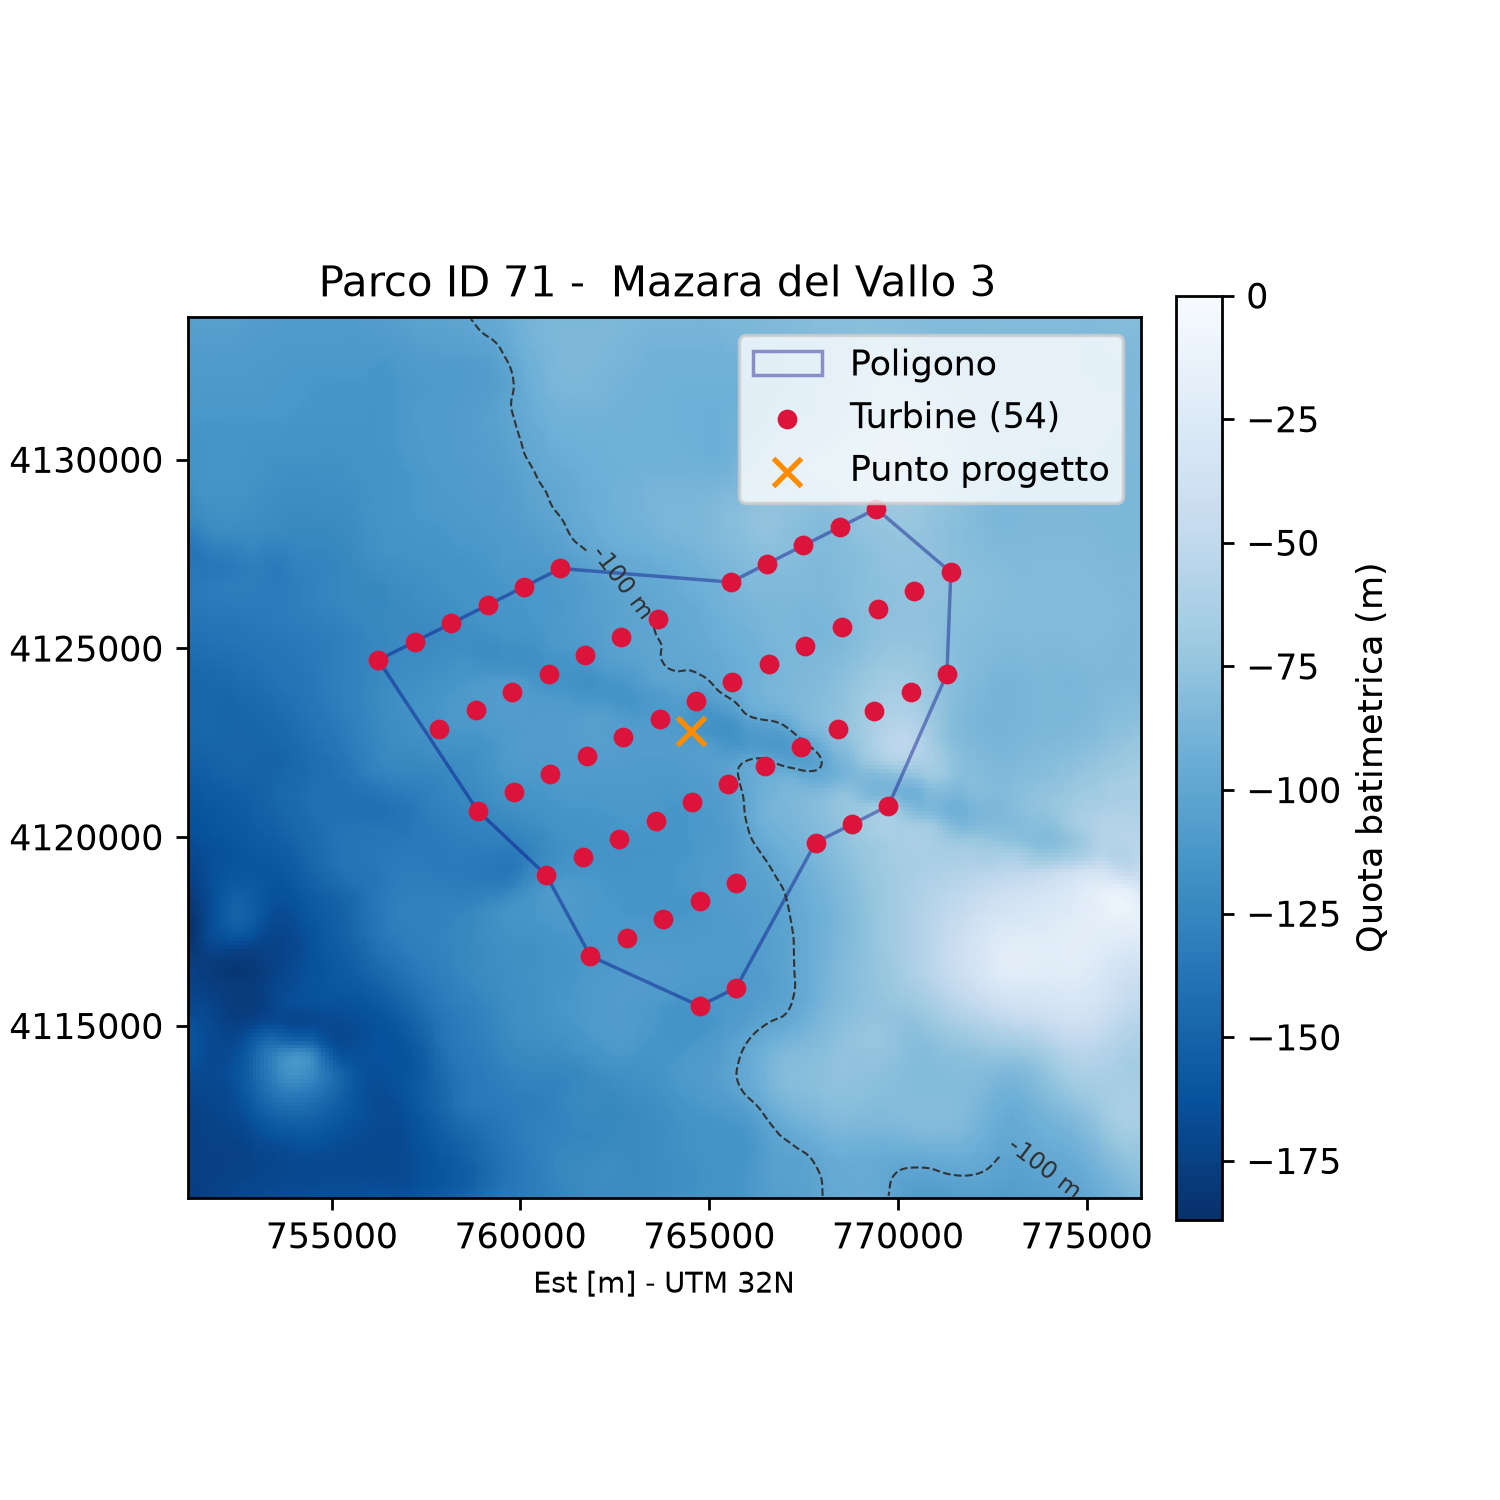 Parco ID 71 -  Mazara del Vallo 3
Poligono
Turbine (54)
Punto progetto
4130000
4125000
4120000
4115000
-100 m
-100 m
755000
760000
765000
770000
775000
Est [m] - UTM 32N
0
−25
−50
−75
−100
−125
−150
−175
Quota batimetrica (m)